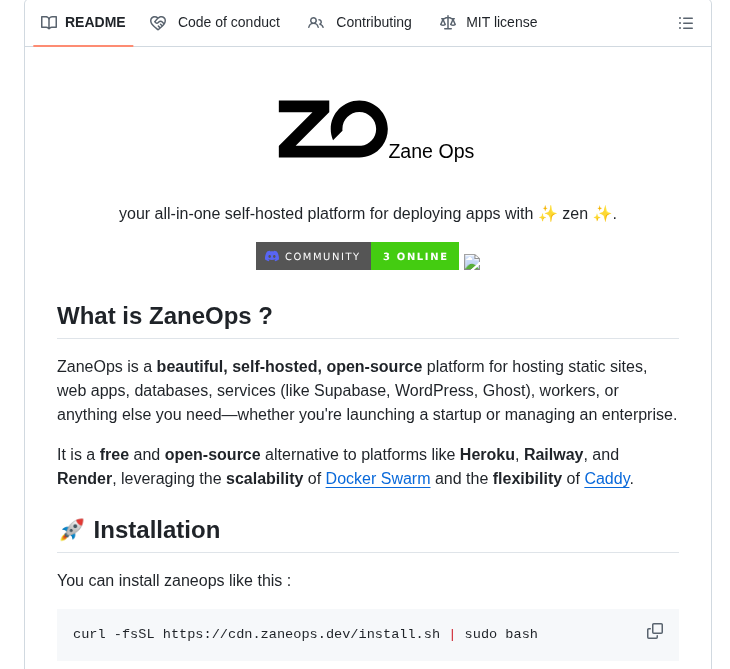 README Code of conduct Contributing MIT license
ZO Zane Ops
your all-in-one self-hosted platform for deploying apps with ✨ zen ✨.
COMMUNITY 3 ONLINE
What is ZaneOps ?
ZaneOps is a beautiful, self-hosted, open-source platform for hosting static sites,
web apps, databases, services (like Supabase, WordPress, Ghost), workers, or
anything else you need—whether you're launching a startup or managing an enterprise.
It is a free and open-source alternative to platforms like Heroku, Railway, and
Render, leveraging the scalability of Docker Swarm and the flexibility of Caddy.
🚀 Installation
You can install zaneops like this :
curl -fsSL https://cdn.zaneops.dev/install.sh | sudo bash